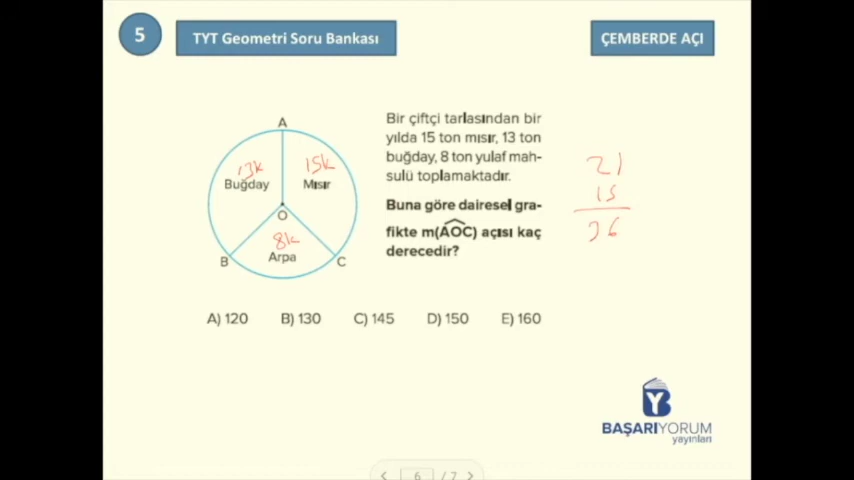 5
TYT Geometri Soru Bankası
ÇEMBERDE AÇI
A
13k
15k
Buğday
Mısır
O
8k
Arpa
B
C
Bir çiftçi tarlasından bir
yılda 15 ton mısır, 13 ton
buğday, 8 ton yulaf mah-
sulü toplamaktadır.
Buna göre dairesel gra-
fikte m(AOC) açısı kaç
derecedir?
21
15
36
A) 120 B) 130 C) 145 D) 150 E) 160
BAŞARIYORUM
yayınları
6 / 7